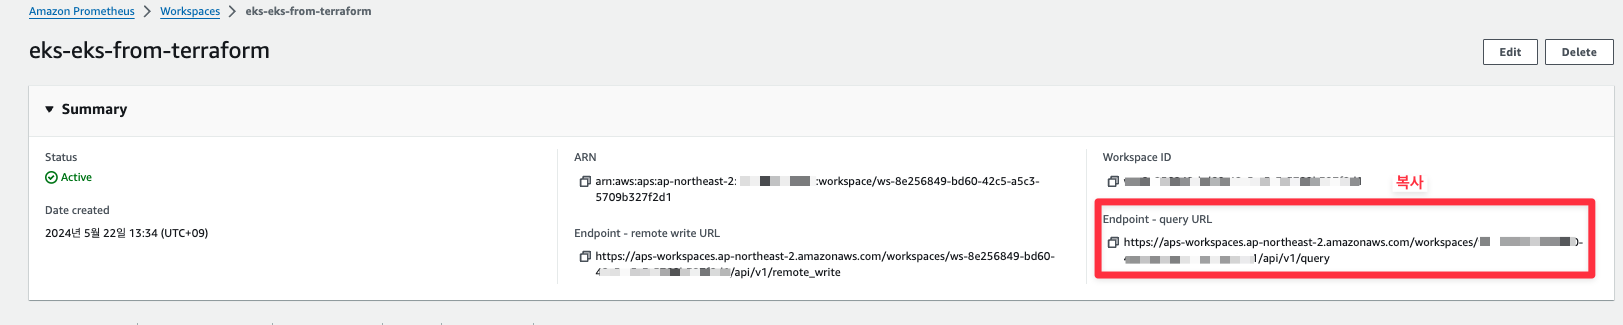 Amazon Prometheus > Workspaces > eks-eks-from-terraform
eks-eks-from-terraform
Edit
Delete
Summary
Status
Active
Date created
2024년 5월 22일 13:34 (UTC+09)
ARN
arn:aws:aps:ap-northeast-2: :workspace/ws-8e256849-bd60-42c5-a5c3-
5709b327f2d1
Endpoint - remote write URL
https://aps-workspaces.ap-northeast-2.amazonaws.com/workspaces/ws-8e256849-bd60-
/api/v1/remote_write
Workspace ID
복사
Endpoint - query URL
https://aps-workspaces.ap-northeast-2.amazonaws.com/workspaces/
1/api/v1/query